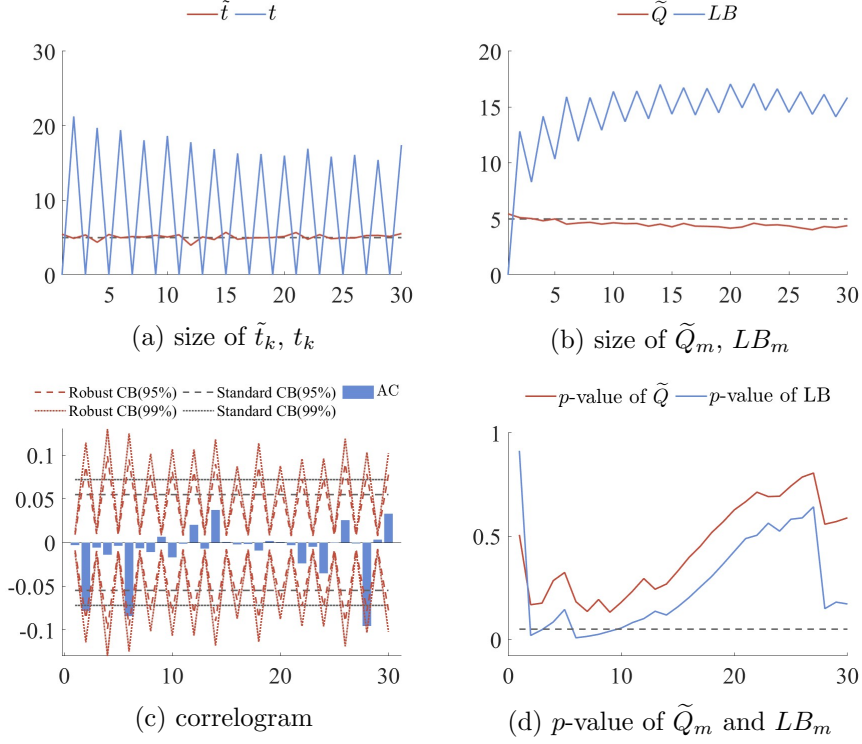 t̃ t
30
20
10
0
5 10 15 20 25 30
(a) size of t̃_k, t_k
Q̃ LB
20
15
10
5
0
5 10 15 20 25 30
(b) size of Q̃_m, LB_m
Robust CB(95%) Standard CB(95%) AC
Robust CB(99%) Standard CB(99%)
0.1
0.05
0
-0.05
-0.1
0 10 20 30
(c) correlogram
p-value of Q̃ p-value of LB
1
0.5
0
0 10 20 30
(d) p-value of Q̃_m and LB_m